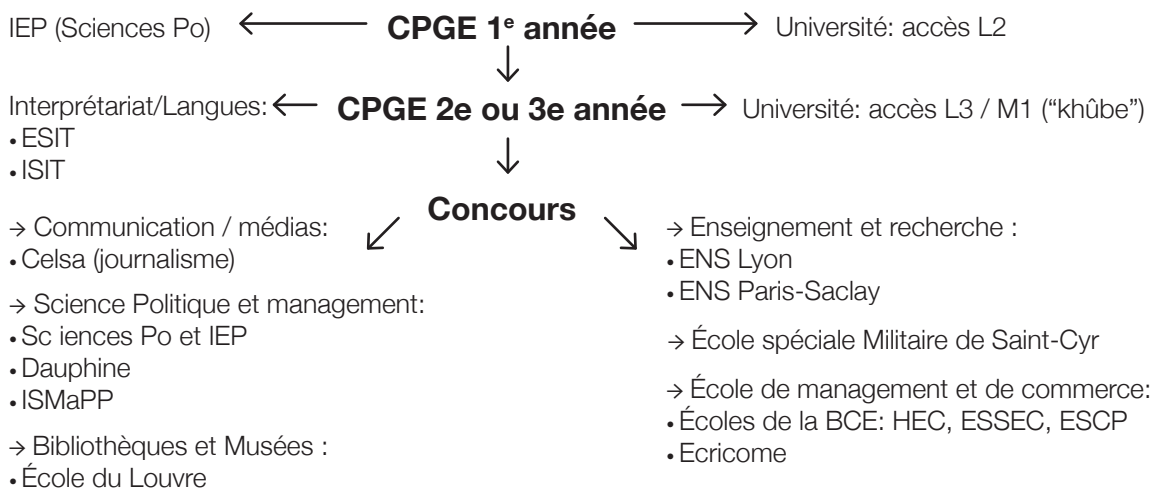 IEP (Sciences Po) ← CPGE 1e année → Université: accès L2
Interprétariat/Langues: ← CPGE 2e ou 3e année → Université: accès L3 / M1 (“khûbe”)
• ESIT
• ISIT
Concours
→ Communication / médias:
• Celsa (journalisme)
→ Science Politique et management:
• Sc iences Po et IEP
• Dauphine
• ISMaPP
→ Bibliothèques et Musées :
• École du Louvre
→ Enseignement et recherche :
• ENS Lyon
• ENS Paris-Saclay
→ École spéciale Militaire de Saint-Cyr
→ École de management et de commerce:
• Écoles de la BCE: HEC, ESSEC, ESCP
• Ecricome